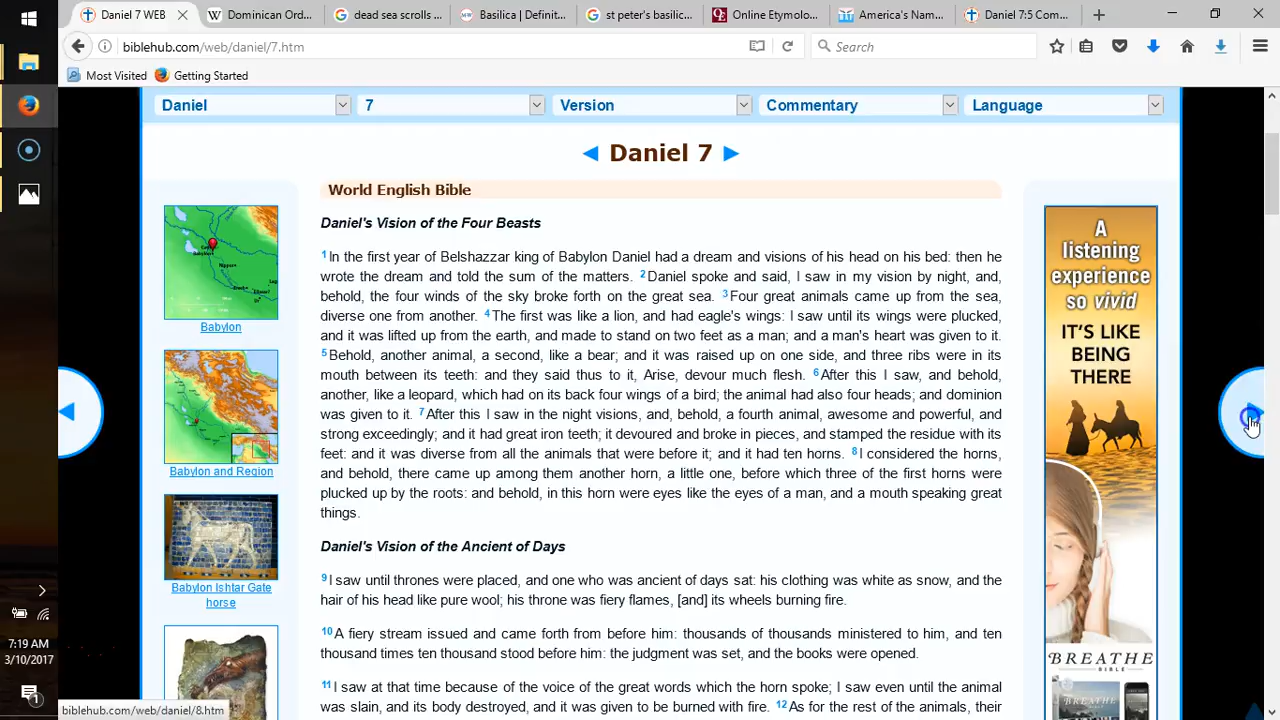 Daniel 7 WEB
Dominican Ord...
dead sea scrolls ...
Basilica | Definit...
st peter's basilic...
Online Etymolo...
America's Nam...
Daniel 7:5 Com...
biblehub.com/web/daniel/7.htm
Search
Most Visited
Getting Started
Daniel
7
Version
Commentary
Language
Daniel 7
World English Bible
Daniel's Vision of the Four Beasts
1 In the first year of Belshazzar king of Babylon Daniel had a dream and visions of his head on his bed: then he
wrote the dream and told the sum of the matters. 2 Daniel spoke and said, I saw in my vision by night, and,
behold, the four winds of the sky broke forth on the great sea. 3 Four great animals came up from the sea,
diverse one from another. 4 The first was like a lion, and had eagle's wings: I saw until its wings were plucked,
and it was lifted up from the earth, and made to stand on two feet as a man; and a man's heart was given to it.
5 Behold, another animal, a second, like a bear; and it was raised up on one side, and three ribs were in its
mouth between its teeth: and they said thus to it, Arise, devour much flesh. 6 After this I saw, and behold,
another, like a leopard, which had on its back four wings of a bird; the animal had also four heads; and dominion
was given to it. 7 After this I saw in the night visions, and, behold, a fourth animal, awesome and powerful, and
strong exceedingly; and it had great iron teeth; it devoured and broke in pieces, and stamped the residue with its
feet: and it was diverse from all the animals that were before it; and it had ten horns. 8 I considered the horns,
and behold, there came up among them another horn, a little one, before which three of the first horns were
plucked up by the roots: and behold, in this horn were eyes like the eyes of a man, and a mouth speaking great
things.
Daniel's Vision of the Ancient of Days
9 I saw until thrones were placed, and one who was ancient of days sat: his clothing was white as snow, and the
hair of his head like pure wool; his throne was fiery flames, [and] its wheels burning fire.
10 A fiery stream issued and came forth from before him: thousands of thousands ministered to him, and ten
thousand times ten thousand stood before him: the judgment was set, and the books were opened.
11 I saw at that time because of the voice of the great words which the horn spoke; I saw even until the animal
was slain, and its body destroyed, and it was given to be burned with fire. 12 As for the rest of the animals, their
Babylon
Babylon and Region
Babylon Ishtar Gate
horse
A
listening
experience
so vivid
IT'S LIKE
BEING
THERE
BREATHE
BIBLE
7:19 AM
3/10/2017
biblehub.com/web/daniel/8.htm